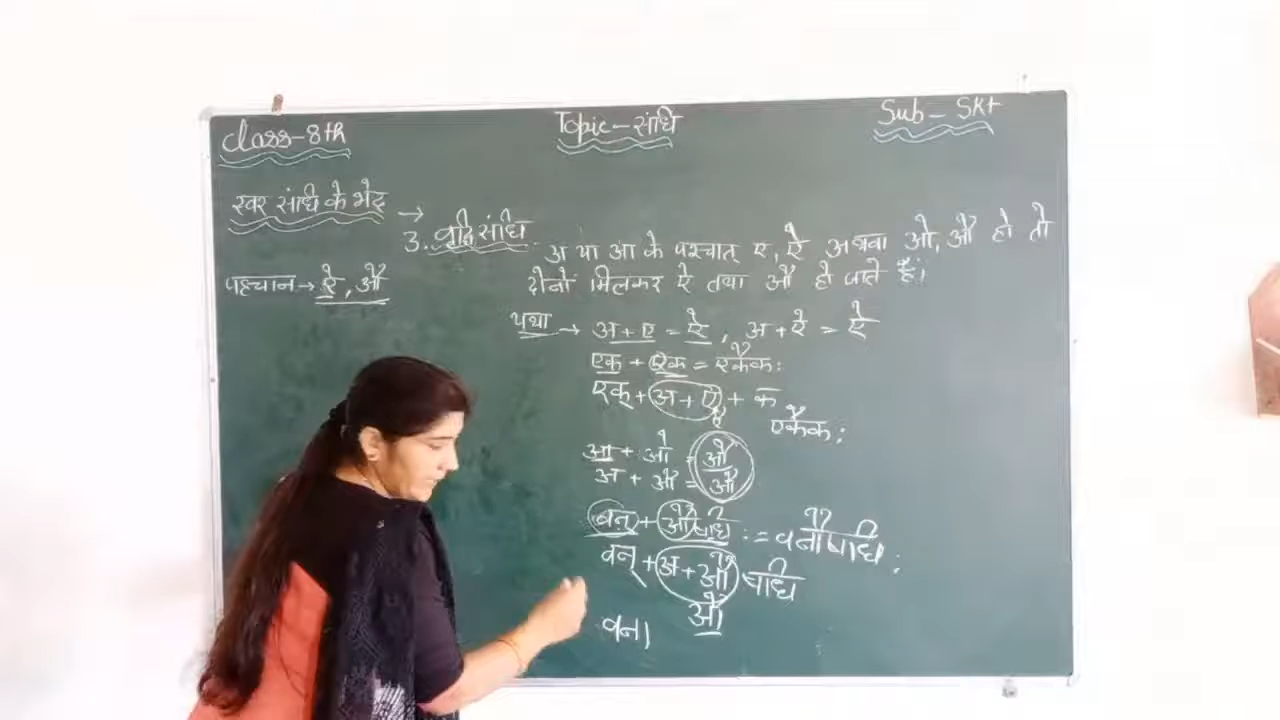 Class-8th
Topic-संधि
Sub- Skt
स्वर संधि के भेद →
3. वृद्धि संधि
अ या आ के पश्चात् ए, ऐ अथवा ओ, औ हो तो
दोनों मिलकर ऐ तथा औ हो जाते हैं।
पहचान → ऐ, औ
यथा → अ + ए = ऐ, अ + ऐ = ऐ
एक + एक = एकैकः
एक् + अ + ए + क
ऐ
एकैकः
अ + ओ = औ
अ + औ = औ
वन + औषधि : = वनौषधि:
वन् + अ + औ षधि
औ
वन